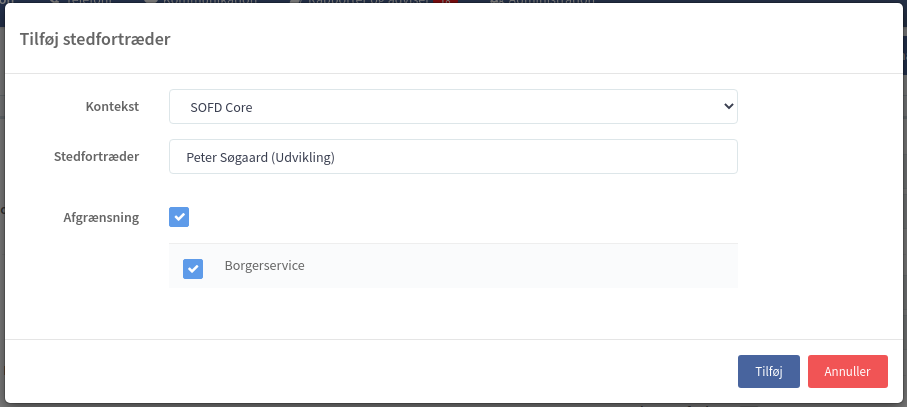 Tilføj stedfortræder
Kontekst
SOFD Core
Stedfortræder
Peter Søgaard (Udvikling)
Afgrænsning
Borgerservice
Tilføj
Annuller